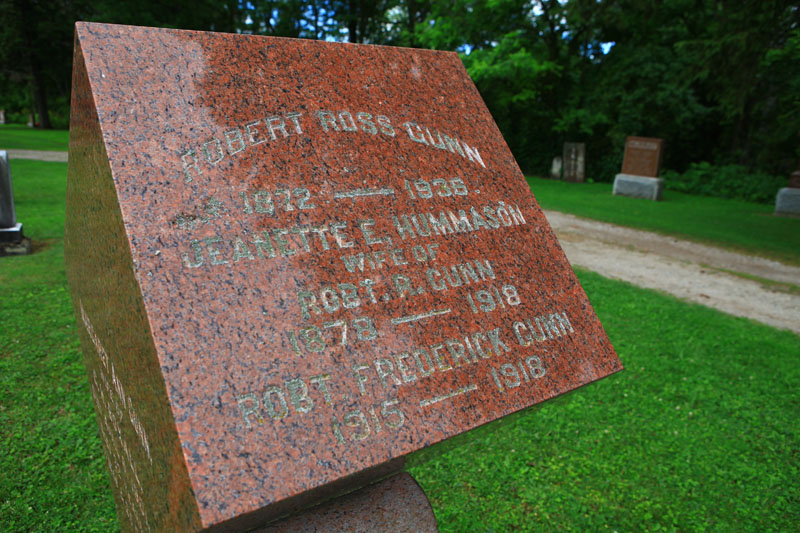 ROBERT ROSS GUNN
1872 — 1936
JEANETTE E. HUMMASON
WIFE OF
ROBT. R. GUNN
1878 — 1918
ROBT. FREDERICK GUNN
1915 — 1918